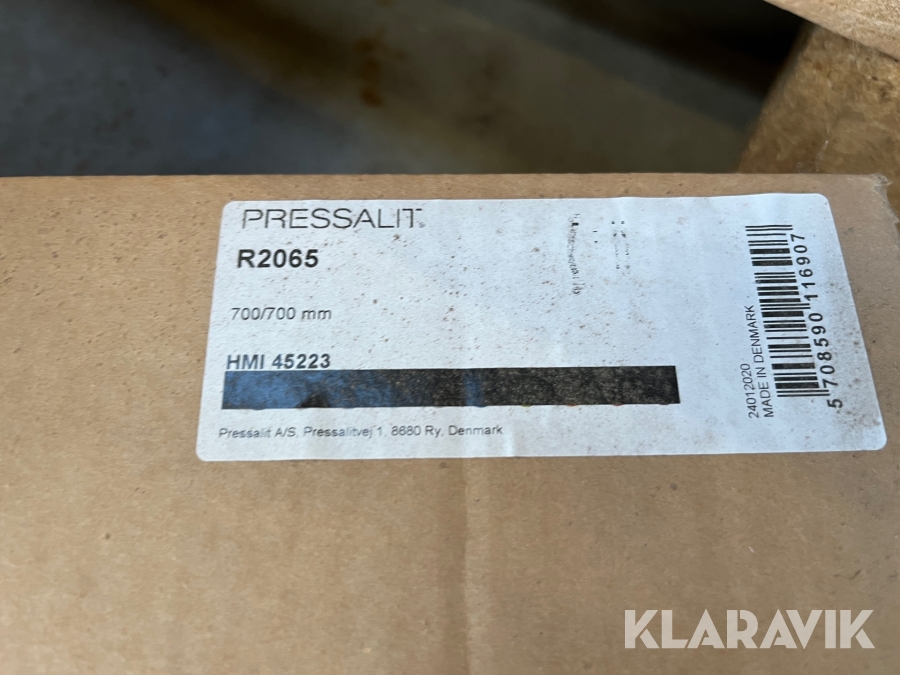 PRESSALIT
R2065
700/700 mm
HMI 45223
Pressalit A/S, Pressalitvej 1, 8680 Ry, Denmark
24012020
MADE IN DENMARK
5 708590 116907
KLARAVIK